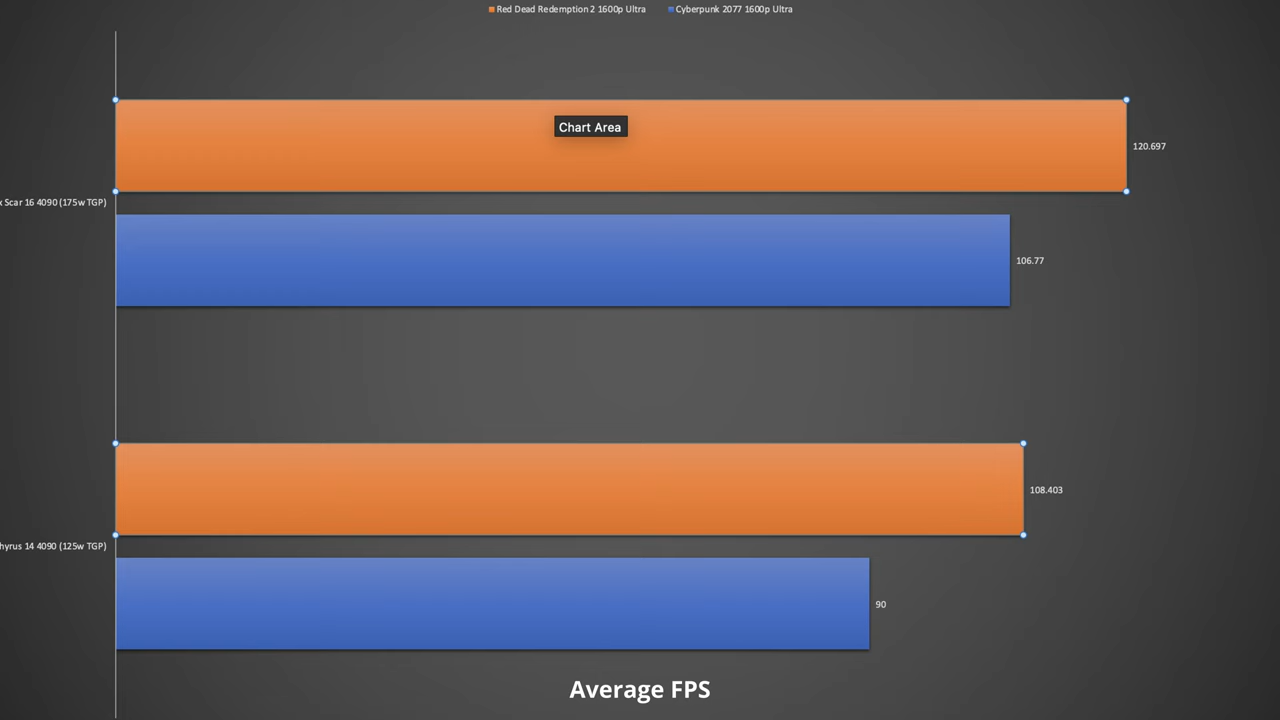 Red Dead Redemption 2 1600p Ultra Cyberpunk 2077 1600p Ultra
Chart Area
120.697
Scar 16 4090 (175w TGP)
106.77
108.403
14 4090 (125w TGP)
90
Average FPS